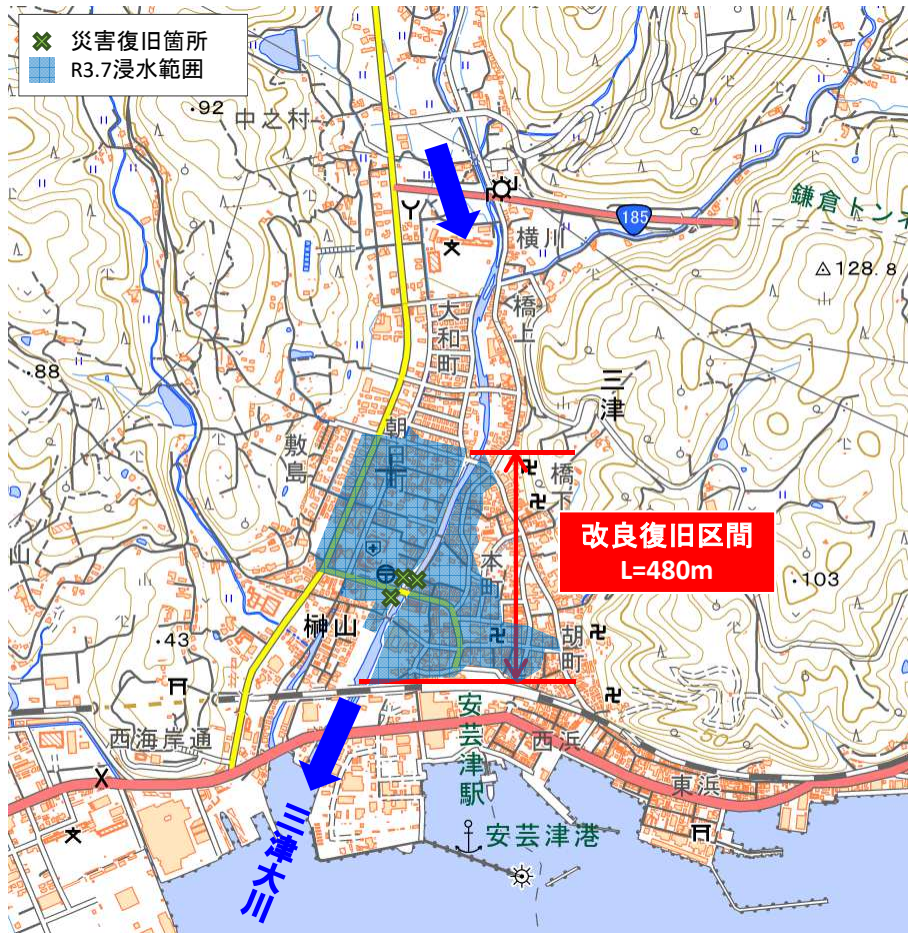 災害復旧箇所
R3.7浸水範囲
・92
中之村
185
鎌倉トンネ
横川
128.8
橋上
大和町
三津
・88
朝日町
敷島
橋下
改良復旧区間
L=480m
本町
・103
山
榊山
胡町
・43
西海岸通
安芸津駅
西浜
東浜
安芸津港
三津大川